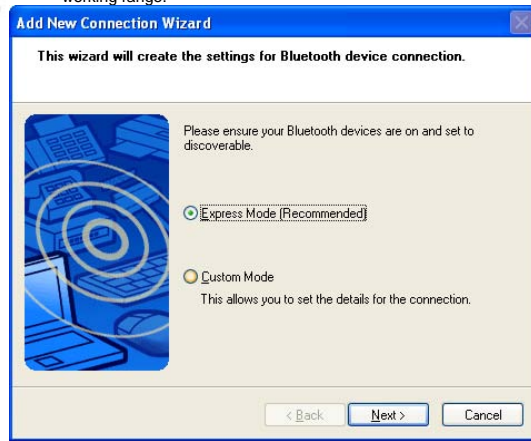 working range.
Add New Connection Wizard
This wizard will create the settings for Bluetooth device connection.
Please ensure your Bluetooth devices are on and set to
discoverable.
Express Mode (Recommended)
Custom Mode
This allows you to set the details for the connection.
< Back Next > Cancel